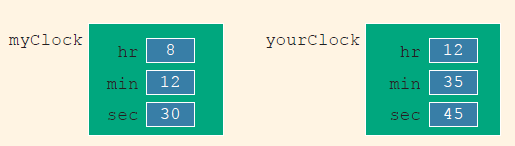 myClock yourClock
hr 8 hr 12
min 12 min 35
sec 30 sec 45